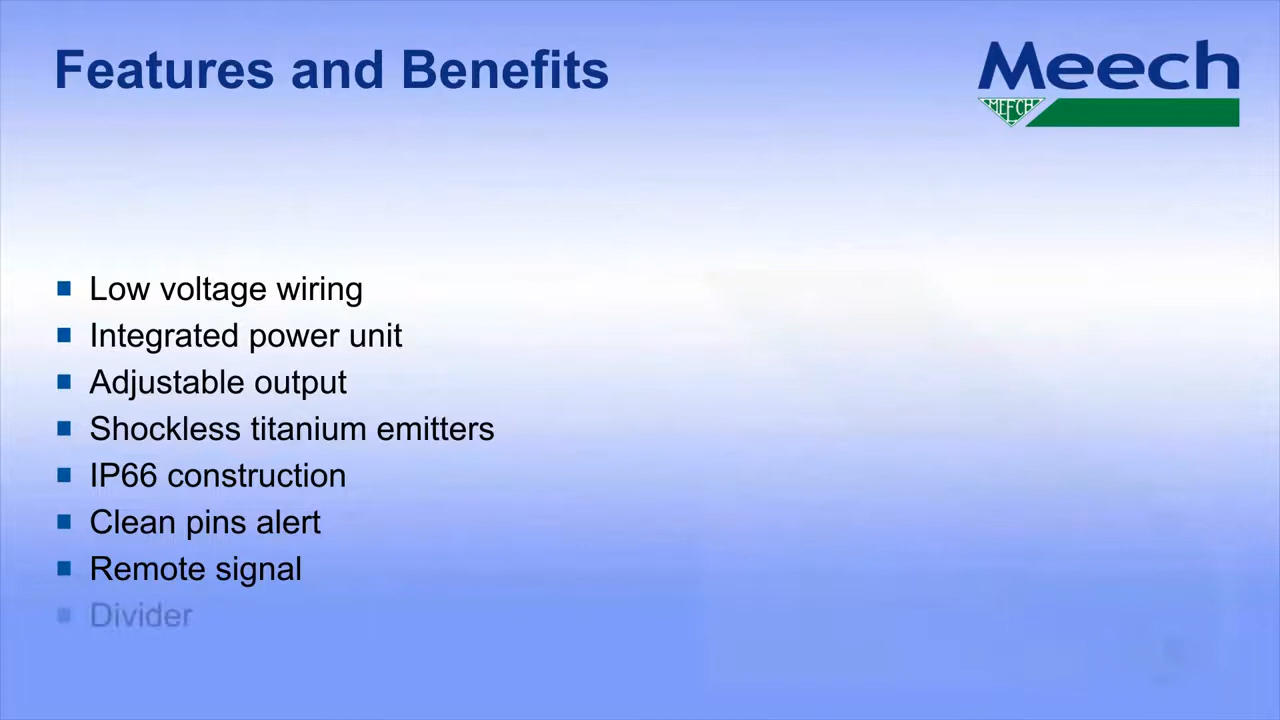 Features and Benefits
Meech
MEECH
Low voltage wiring
Integrated power unit
Adjustable output
Shockless titanium emitters
IP66 construction
Clean pins alert
Remote signal
Divider